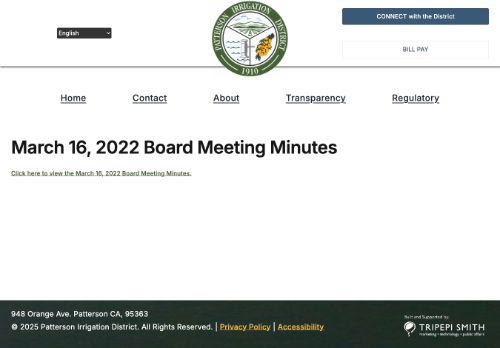 English
PATTERSON IRRIGATION DISTRICT
1910
CONNECT with the District
BILL PAY
Home
Contact
About
Transparency
Regulatory
March 16, 2022 Board Meeting Minutes
Click here to view the March 16, 2022 Board Meeting Minutes.
948 Orange Ave. Patterson CA, 95363
© 2025 Patterson Irrigation District. All Rights Reserved. | Privacy Policy | Accessibility
Built and Supported by:
TRIPEPI SMITH
marketing • technology • public affairs